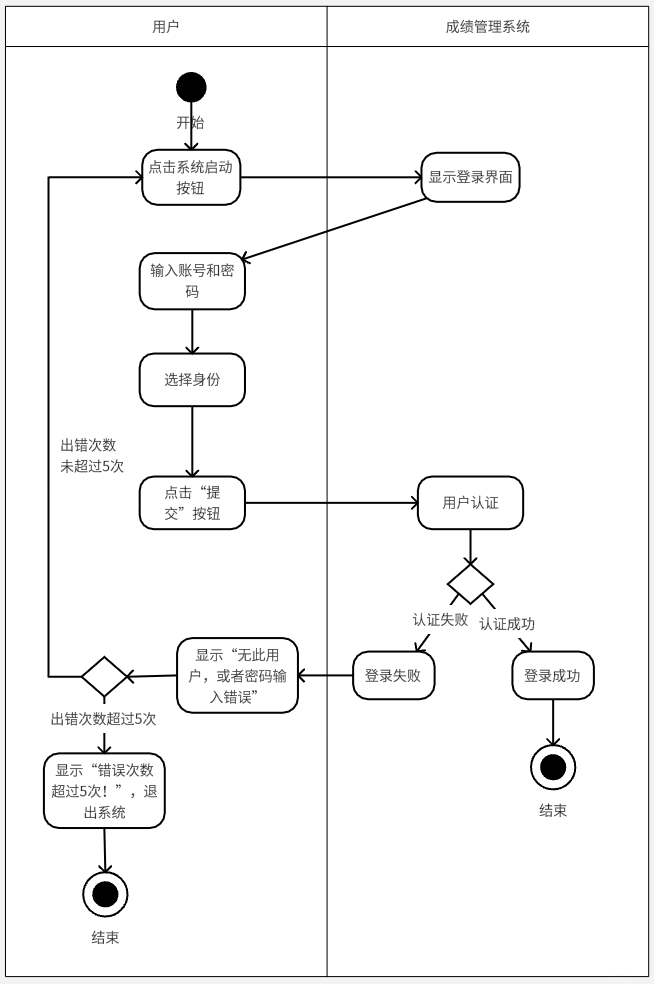 用户
成绩管理系统
开始
点击系统启动
按钮
显示登录界面
输入账号和密
码
选择身份
出错次数
未超过5次
点击“提
交”按钮
用户认证
认证失败
认证成功
显示“无此用
户，或者密码输
入错误”
登录失败
登录成功
出错次数超过5次
显示“错误次数
超过5次！”，退
出系统
结束
结束